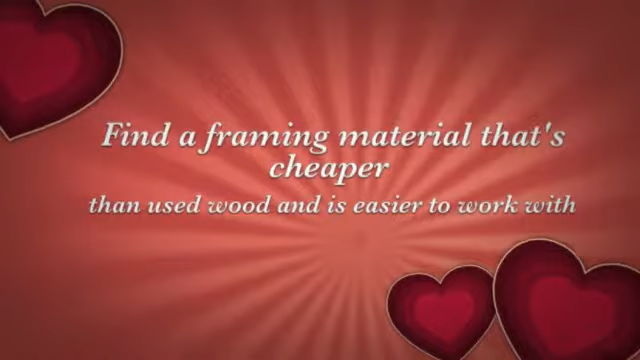 Find a framing material that's
cheaper
than used wood and is easier to work with